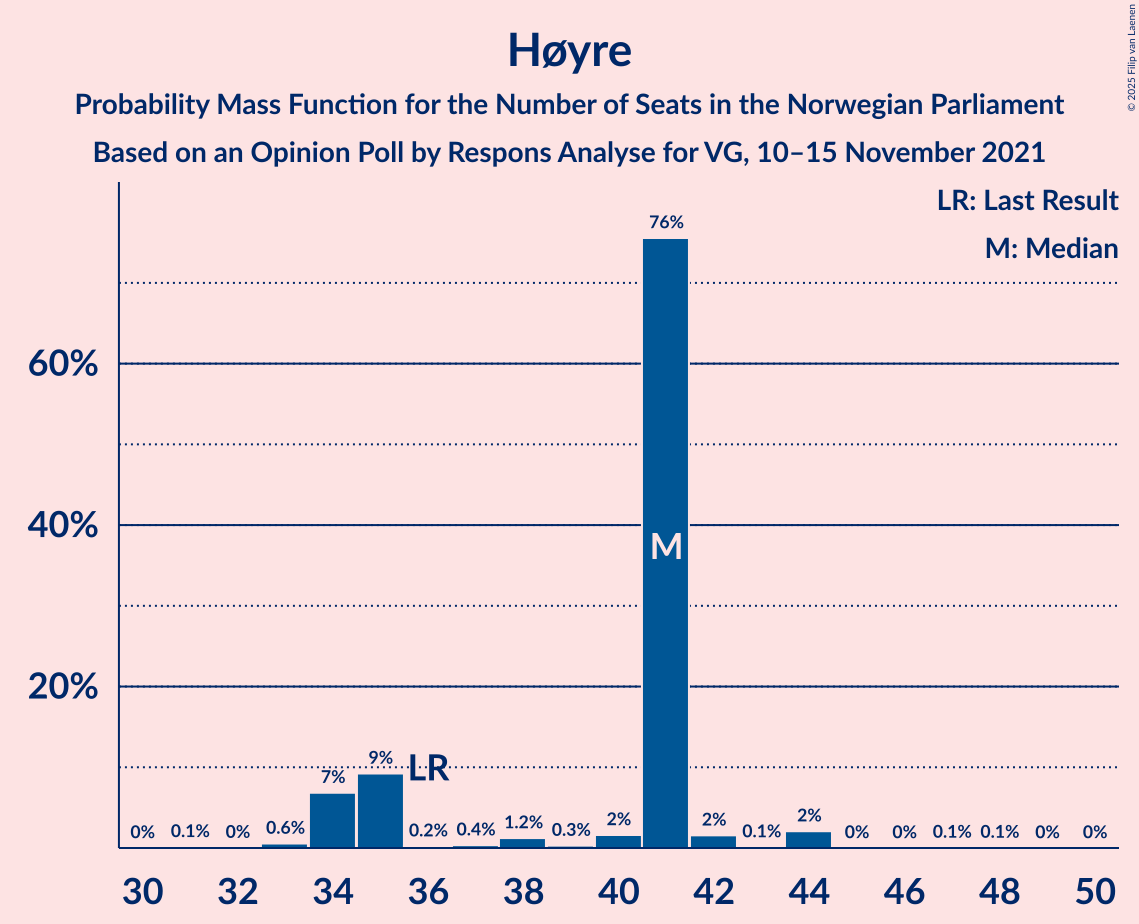 Høyre
Probability Mass Function for the Number of Seats in the Norwegian Parliament
Based on an Opinion Poll by Respons Analyse for VG, 10–15 November 2021
© 2025 Filip van Laenen
LR: Last Result
M: Median
60%
40%
20%
0%
0.1%
0%
0.6%
7%
9%
LR
0.2%
0.4%
1.2%
0.3%
2%
76%
M
2%
0.1%
2%
0%
0%
0.1%
0.1%
0%
0%
30 32 34 36 38 40 42 44 46 48 50